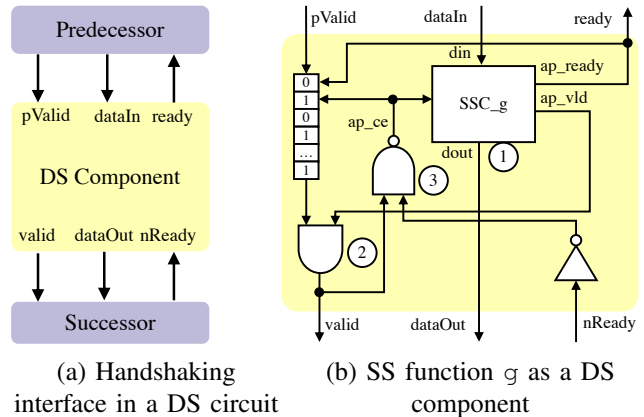 Predecessor
pValid dataIn ready
DS Component
valid dataOut nReady
Successor
(a) Handshaking
interface in a DS circuit
pValid
dataIn
ready
din
ap_ready
0
1
0
1
...
1
SSC_g
ap_vld
ap_ce
dout
1
3
2
valid
dataOut
nReady
(b) SS function g as a DS
component